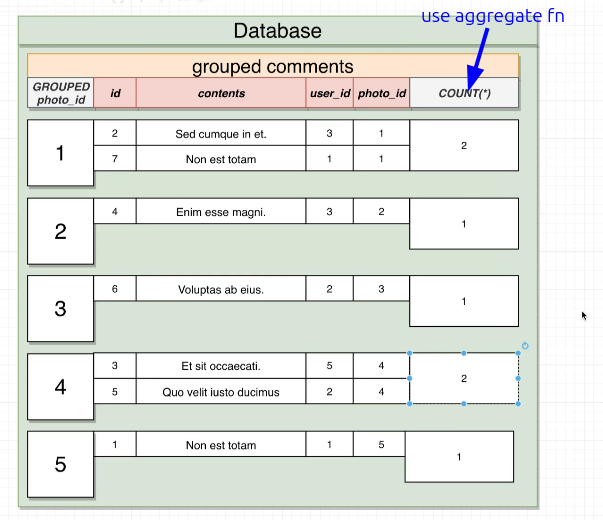 use aggregate fn
Database
grouped comments
GROUPED photo_id id contents user_id photo_id COUNT(*)
1 2 Sed cumque in et. 3 1 2
7 Non est totam 1 1
2 4 Enim esse magni. 3 2 1
3 6 Voluptas ab eius. 2 3 1
4 3 Et sit occaecati. 5 4 2
5 Quo velit iusto ducimus 2 4
5 1 Non est totam 1 5 1